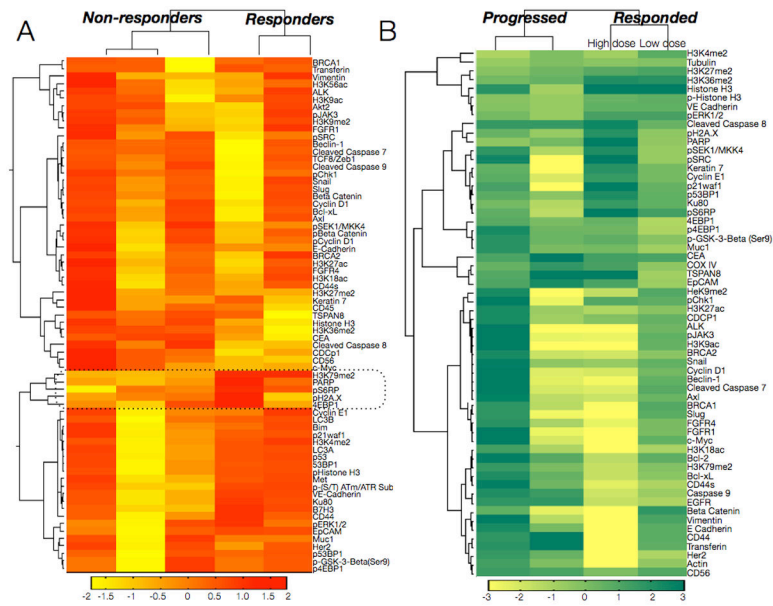 A
Non-responders
Responders
BRCA1
Transferin
Vimentin
H3K56ac
ALK
H3K9ac
Akt2
pJAK3
H3K9me2
FGFR1
pSRC
Beclin-1
Cleaved Caspase 7
TCF8/Zeb1
Cleaved Caspase 9
pChk1
Snail
Slug
Beta Catenin
Cyclin D1
Bcl-xL
Axl
pSEK1/MKK4
pBeta Catenin
pCyclin D1
E-Cadherin
BRCA2
H3K27ac
FGFR4
H3K18ac
CD44s
H3K27me2
Keratin 7
CD45
TSPAN8
Histone H3
H3K36me2
CEA
Cleaved Caspase 8
CDCp1
CD56
c-Myc
H3K79me2
PARP
pS6RP
pH2A.X
4EBP1
Cyclin E1
LC3B
Bim
p21waf1
H3K4me2
LC3A
p53
53BP1
pHistone H3
Met
p-(S/T) ATm/ATR Sub
VE-Cadherin
Ku80
B7H3
CD44
pERK1/2
EpCAM
Muc1
Her2
p53BP1
p-GSK-3-Beta(Ser9)
p4EBP1
-2 -1.5 -1 -0.5 0 0.5 1 1.5 2
B
Progressed
Responded
High dose Low dose
H3K4me2
Tubulin
H3K27me2
H3K36me2
Histone H3
p-Histone H3
VE Cadherin
pERK1/2
Cleaved Caspase 8
pH2A.X
PARP
pSEK1/MKK4
pSRC
Keratin 7
Cyclin E1
p21waf1
p53BP1
Ku80
pS6RP
4EBP1
p4EBP1
p-GSK-3-Beta (Ser9)
Muc1
CEA
COX IV
TSPAN8
EpCAM
HeK9me2
pChk1
H3K27ac
CDCP1
ALK
pJAK3
H3K9ac
BRCA2
Snail
Cyclin D1
Beclin-1
Cleaved Caspase 7
Axl
BRCA1
Slug
FGFR4
FGFR1
c-Myc
H3K18ac
Bcl-2
H3K79me2
Bcl-xL
CD44s
Caspase 9
EGFR
Beta Catenin
Vimentin
E Cadherin
CD44
Transferin
Her2
Actin
CD56
-3 -2 -1 0 1 2 3